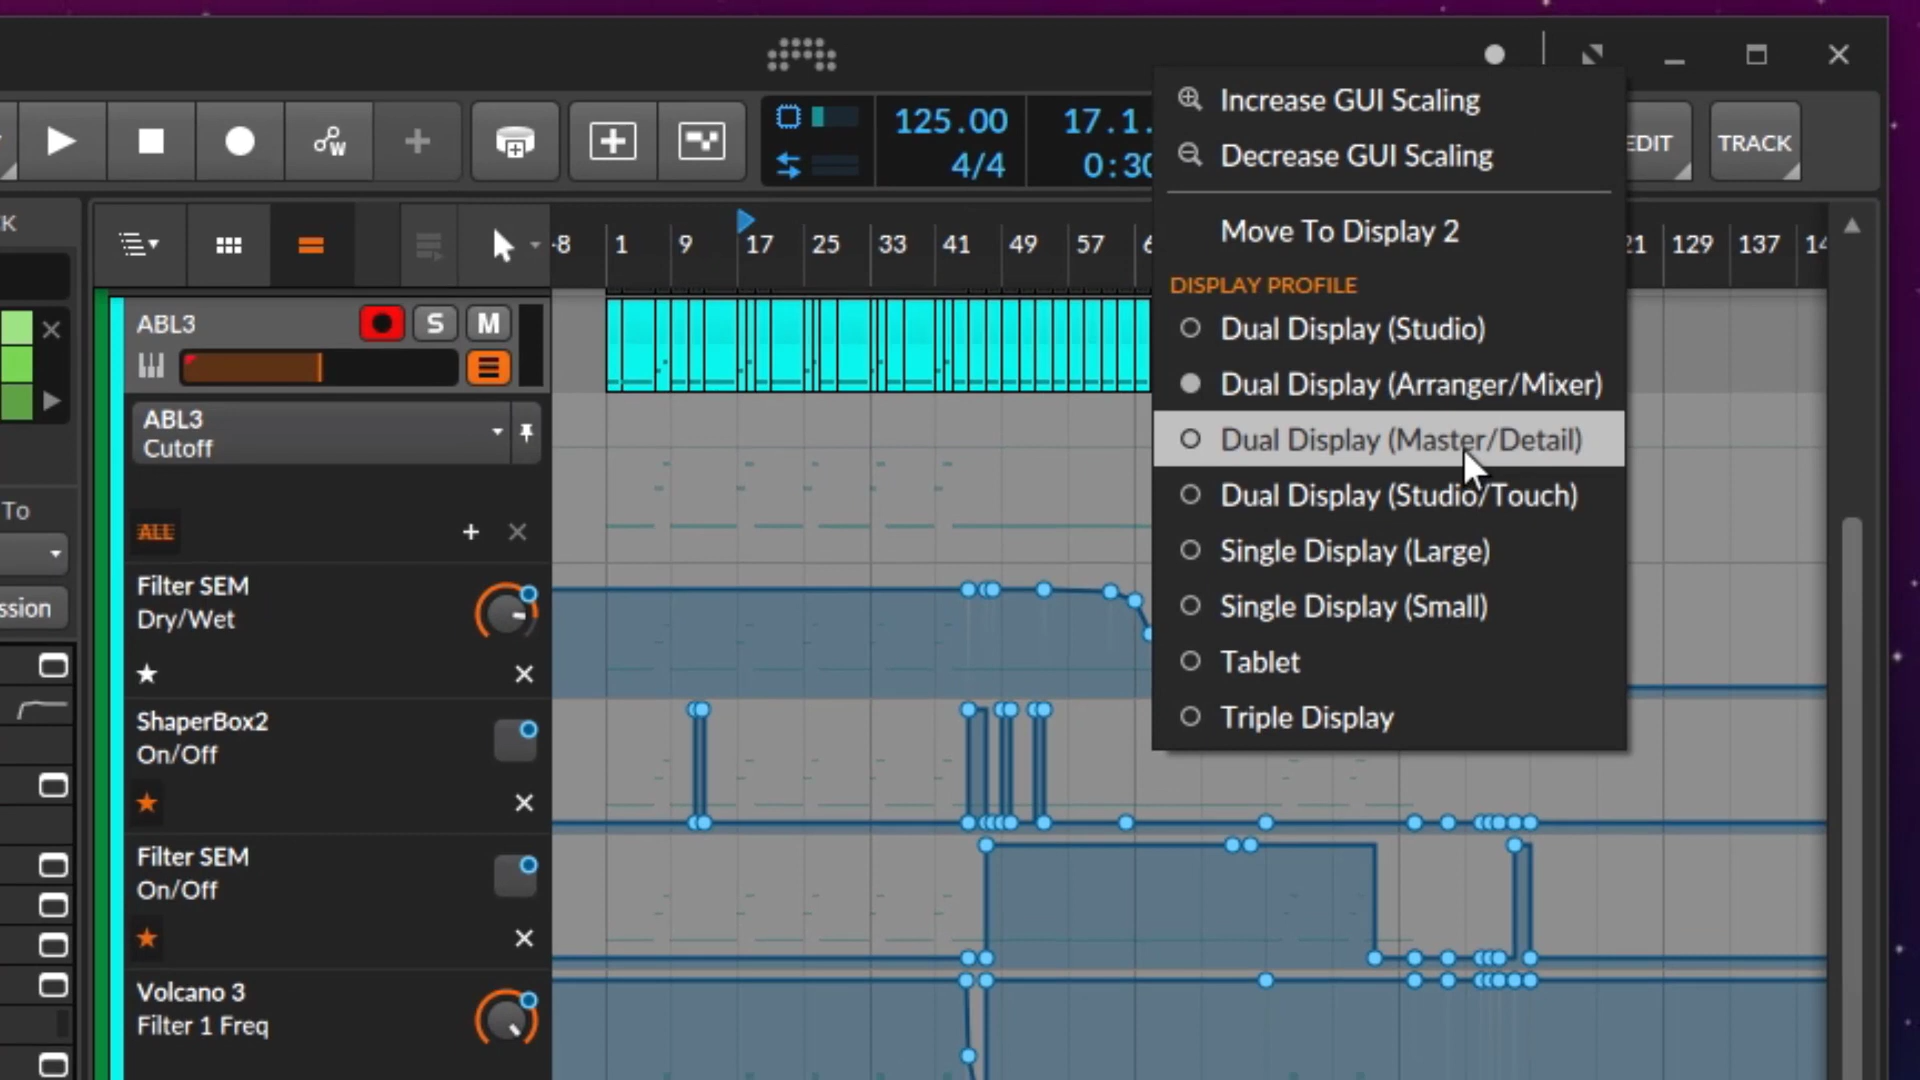 Increase GUI Scaling
Decrease GUI Scaling
Move To Display 2
DISPLAY PROFILE
Dual Display (Studio)
Dual Display (Arranger/Mixer)
Dual Display (Master/Detail)
Dual Display (Studio/Touch)
Single Display (Large)
Single Display (Small)
Tablet
Triple Display
125.00
4/4
17.1.
0:30
EDIT
TRACK
K
-8 1 9 17 25 33 41 49 57 6 21 129 137 14
ABL3
S M
ABL3
Cutoff
To
ALL
Filter SEM
Dry/Wet
ssion
ShaperBox2
On/Off
Filter SEM
On/Off
Volcano 3
Filter 1 Freq